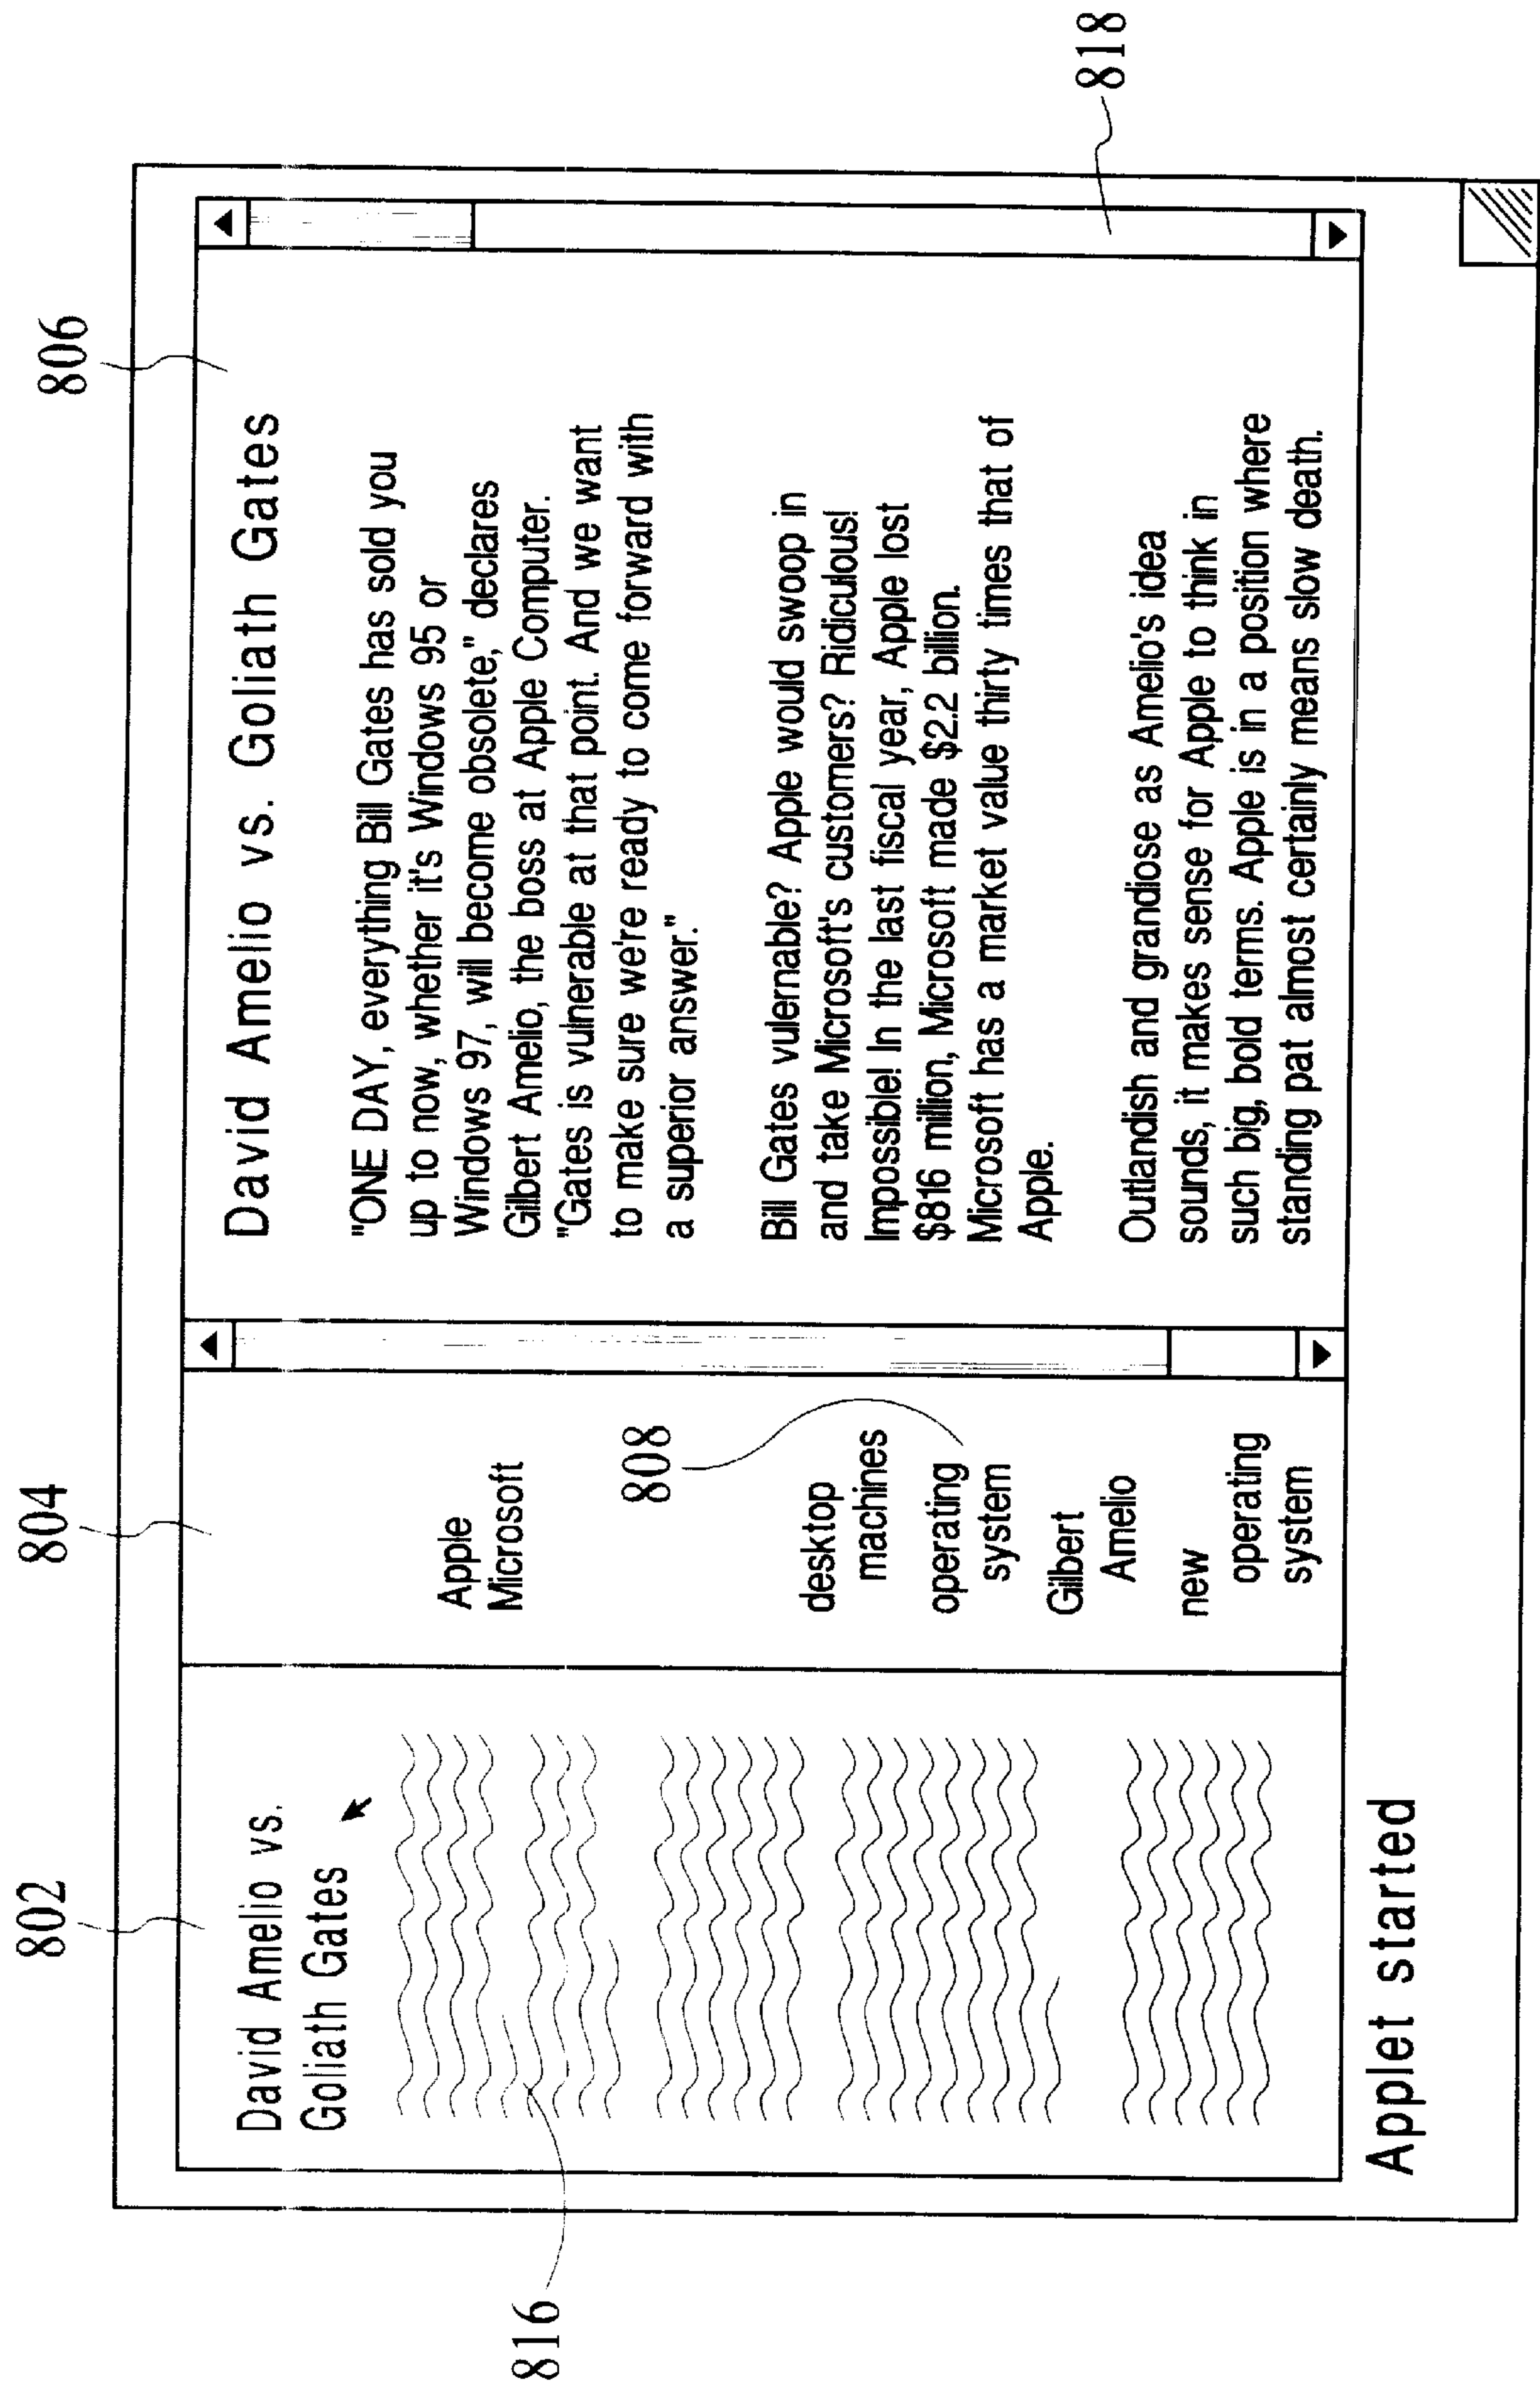 802
804
806
David Amelio vs.
Goliath Gates
816
Apple
Microsoft
808
desktop
machines
operating
system
Gilbert
Amelio
new
operating
system
David Amelio vs. Goliath Gates
"ONE DAY, everything Bill Gates has sold you
up to now, whether it's Windows 95 or
Windows 97, will become obsolete," declares
Gilbert Amelio, the boss at Apple Computer.
"Gates is vulnerable at that point. And we want
to make sure we're ready to come forward with
a superior answer."
Bill Gates vulernable? Apple would swoop in
and take Microsoft's customers? Ridiculous!
Impossible! In the last fiscal year, Apple lost
$816 million, Microsoft made $2.2 billion.
Microsoft has a market value thirty times that of
Apple.
Outlandish and grandiose as Amelio's idea
sounds, it makes sense for Apple to think in
such big, bold terms. Apple is in a position where
standing pat almost certainly means slow death.
818
Applet started